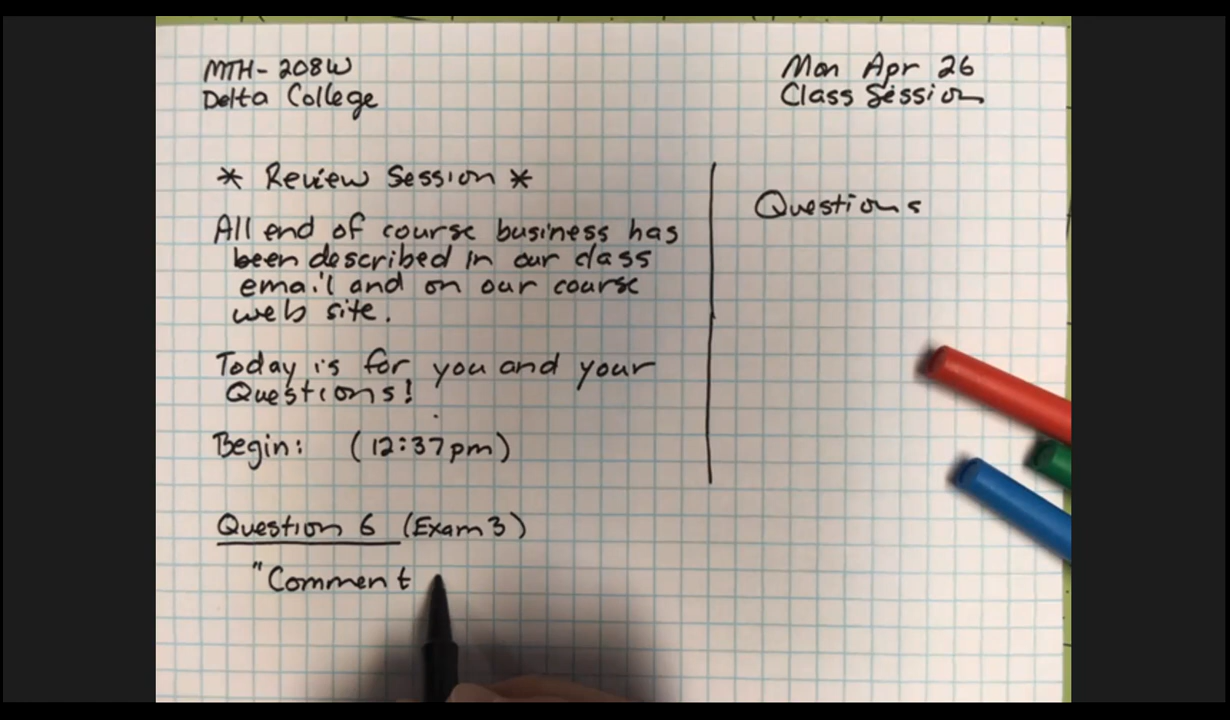 MTH-208W
Delta College
Mon Apr 26
Class Session
* Review Session *
All end of course business has
been described in our class
email and on our course
web site.
Today is for you and your
Questions!
Begin: (12:37pm)
Question 6 (Exam 3)
"Comment
Questions